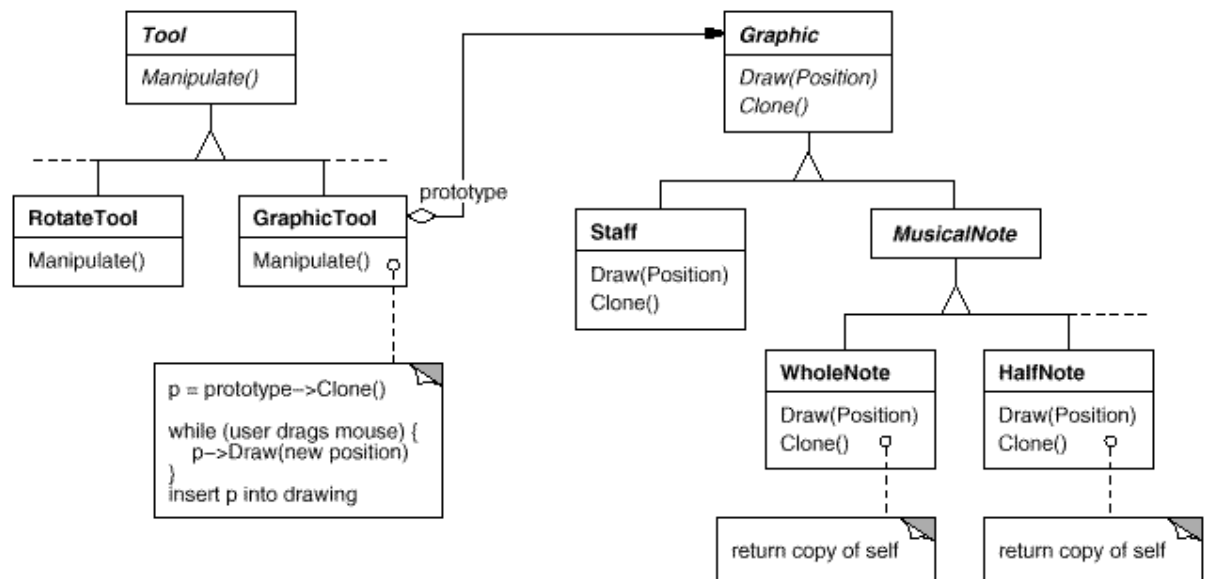 Tool
Manipulate()
Graphic
Draw(Position)
Clone()
prototype
RotateTool
Manipulate()
GraphicTool
Manipulate()
Staff
Draw(Position)
Clone()
MusicalNote
WholeNote
Draw(Position)
Clone()
HalfNote
Draw(Position)
Clone()
p = prototype–>Clone()
while (user drags mouse) {
p–>Draw(new position)
}
insert p into drawing
return copy of self
return copy of self